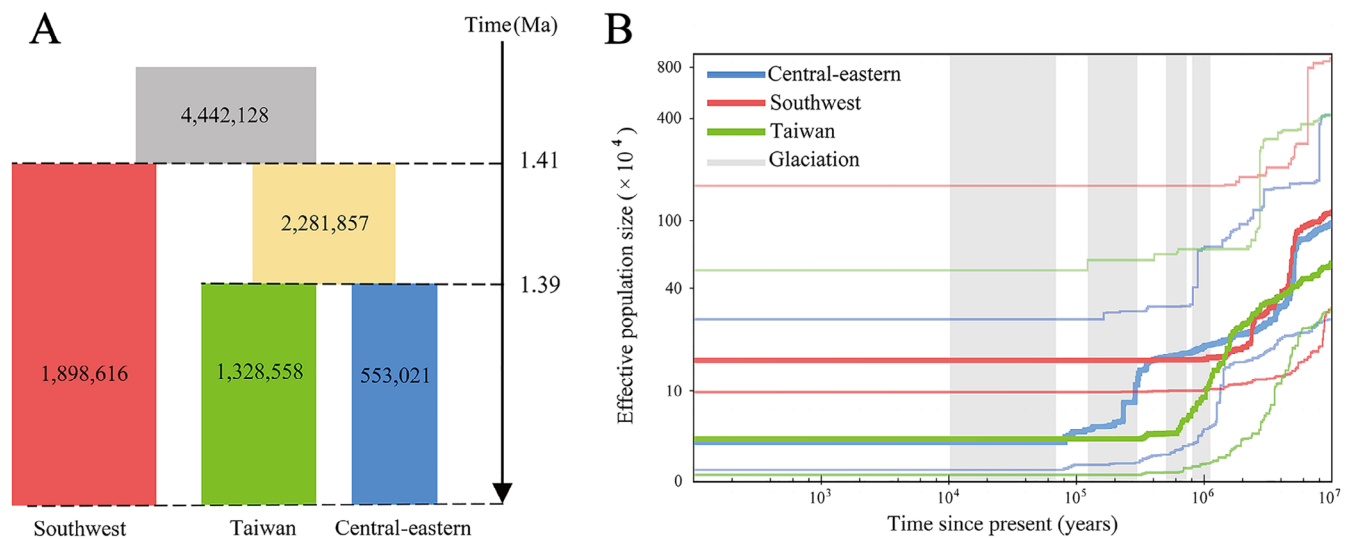 A
Time(Ma)
4,442,128
1.41
2,281,857
1.39
1,898,616
1,328,558
553,021
Southwest
Taiwan
Central-eastern
B
Central-eastern
Southwest
Taiwan
Glaciation
Effective population size (× 10⁴ )
800
400
100
40
10
0
10³
10⁴
10⁵
10⁶
10⁷
Time since present (years)